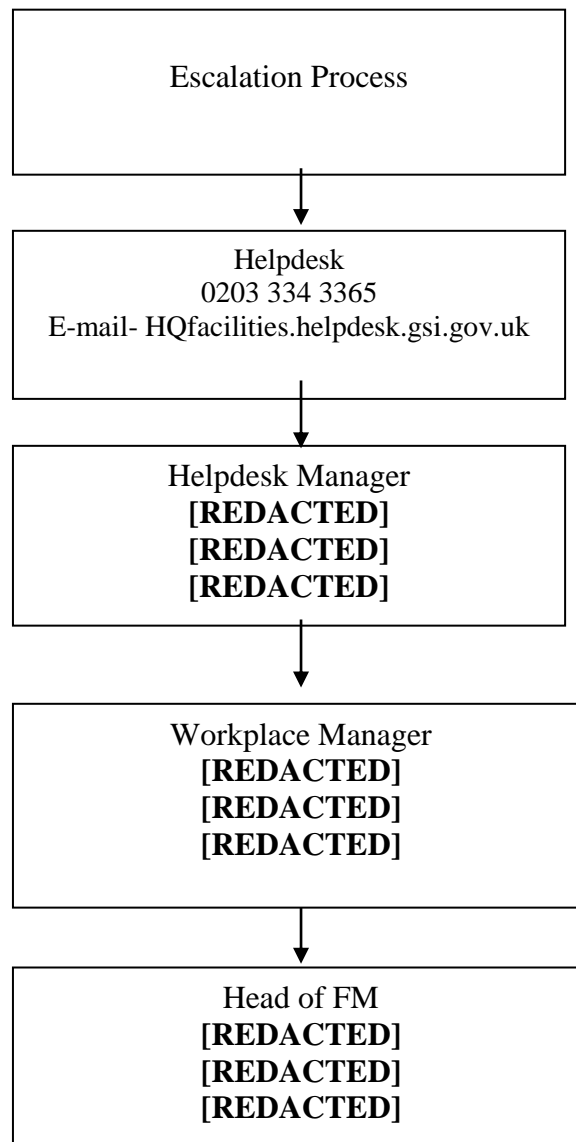 Escalation Process
Helpdesk
0203 334 3365
E-mail- HQfacilities.helpdesk.gsi.gov.uk
Helpdesk Manager
[REDACTED]
[REDACTED]
[REDACTED]
Workplace Manager
[REDACTED]
[REDACTED]
[REDACTED]
Head of FM
[REDACTED]
[REDACTED]
[REDACTED]